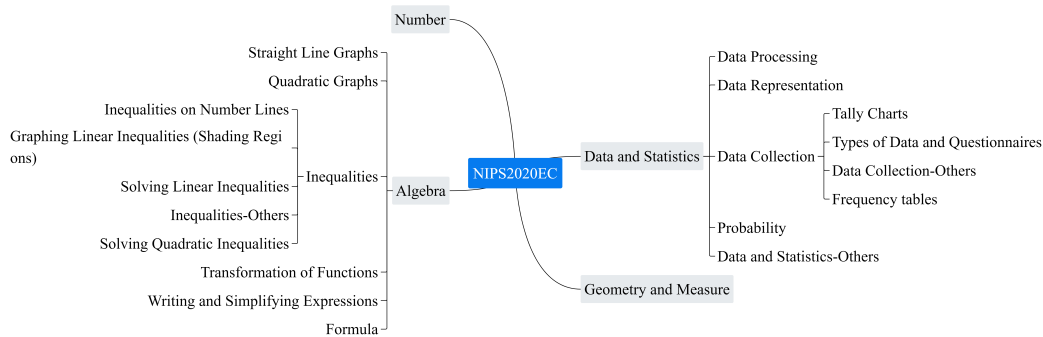 Number
Straight Line Graphs
Quadratic Graphs
Inequalities on Number Lines
Graphing Linear Inequalities (Shading Regi
ons)
Solving Linear Inequalities
Inequalities-Others
Solving Quadratic Inequalities
Inequalities
Transformation of Functions
Writing and Simplifying Expressions
Formula
Algebra
NIPS2020EC
Data and Statistics
Data Processing
Data Representation
Data Collection
Tally Charts
Types of Data and Questionnaires
Data Collection-Others
Frequency tables
Probability
Data and Statistics-Others
Geometry and Measure